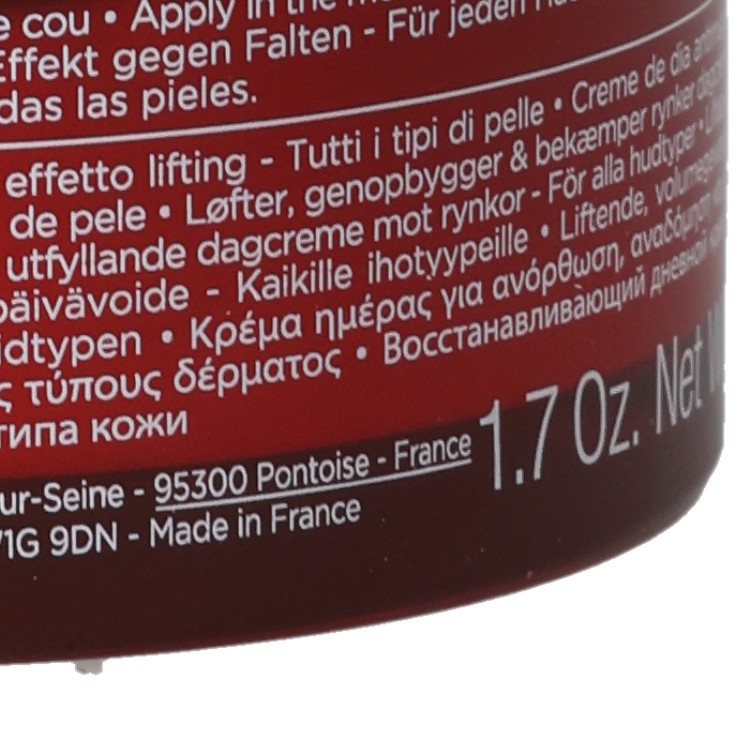 e cou • Apply in the
Effekt gegen Falten - Für jeden
das las pieles.
effetto lifting - Tutti i tipi di pelle • Creme de dia
de pele • Løfter, genopbygger & bekæmper rynker
utfyllande dagcreme mot rynkor - För alla hudtyper •
päivävoide - Kaikille ihotyypeille • Liftende,
idtypen • Κρέμα ημέρας για ανόρθωση, αναδόμηση
ς τύπους δέρματος • Восстанавливающий дневной
типа кожи
ur-Seine - 95300 Pontoise - France
1G 9DN - Made in France
1.7 Oz. Net